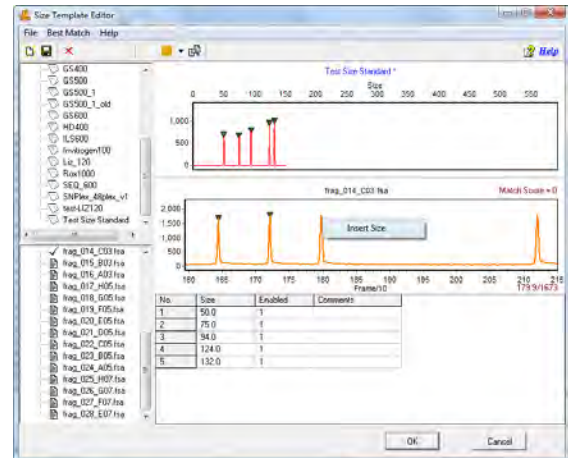 Size Template Editor
File Best Match Help
Help
GS400
GS500
GS500_1
GS500_1_old
GS600
HD400
ILS600
Invitrogen100
Liz_120
Rox1000
SEQ_600
SNPlex_48plex_v1
test-LIZ120
Test Size Standard
Test Size Standard *
Size
0 50 100 150 200 250 300 350 400 450 500 550
1,000
500
0
frag_014_C03.fsa
Match Score = 0
2,000
1,500
1,000
500
0
Insert Size
160 165 170 175 180 185 190 195 200 205 210 215
Frame/10
179.9/1673
frag_014_C03.fsa
frag_015_B03.fsa
frag_016_A03.fsa
frag_017_H05.fsa
frag_018_G05.fsa
frag_019_F05.fsa
frag_020_E05.fsa
frag_021_D05.fsa
frag_022_C05.fsa
frag_023_B05.fsa
frag_024_A05.fsa
frag_025_H07.fsa
frag_026_G07.fsa
frag_027_F07.fsa
frag_028_E07.fsa
No. Size Enabled Comments
1 50.0 1
2 75.0 1
3 94.0 1
4 124.0 1
5 132.0 1
OK Cancel